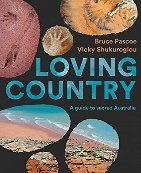 Bruce Pascoe
Vicky Shukuroglou
LOVING
COUNTRY
A guide to sacred Australia